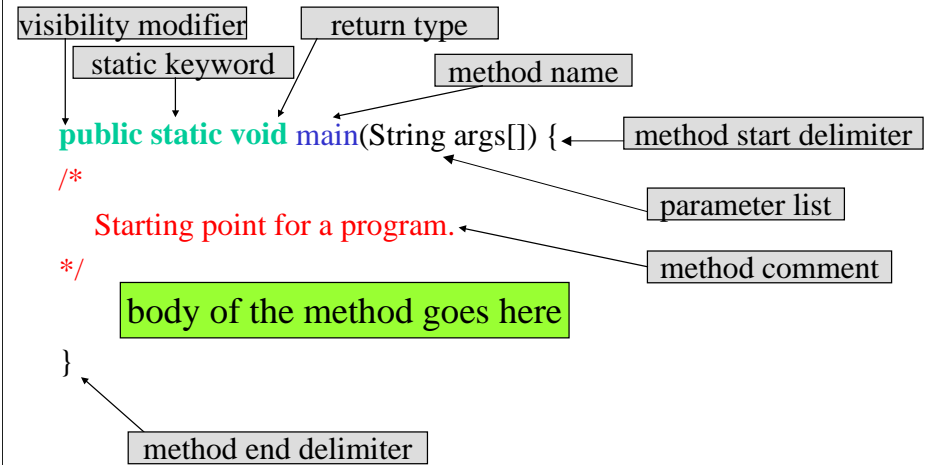 visibility modifier
return type
static keyword
method name
public static void main(String args[]) {
method start delimiter
/*
parameter list
Starting point for a program.
*/
method comment
body of the method goes here
}
method end delimiter